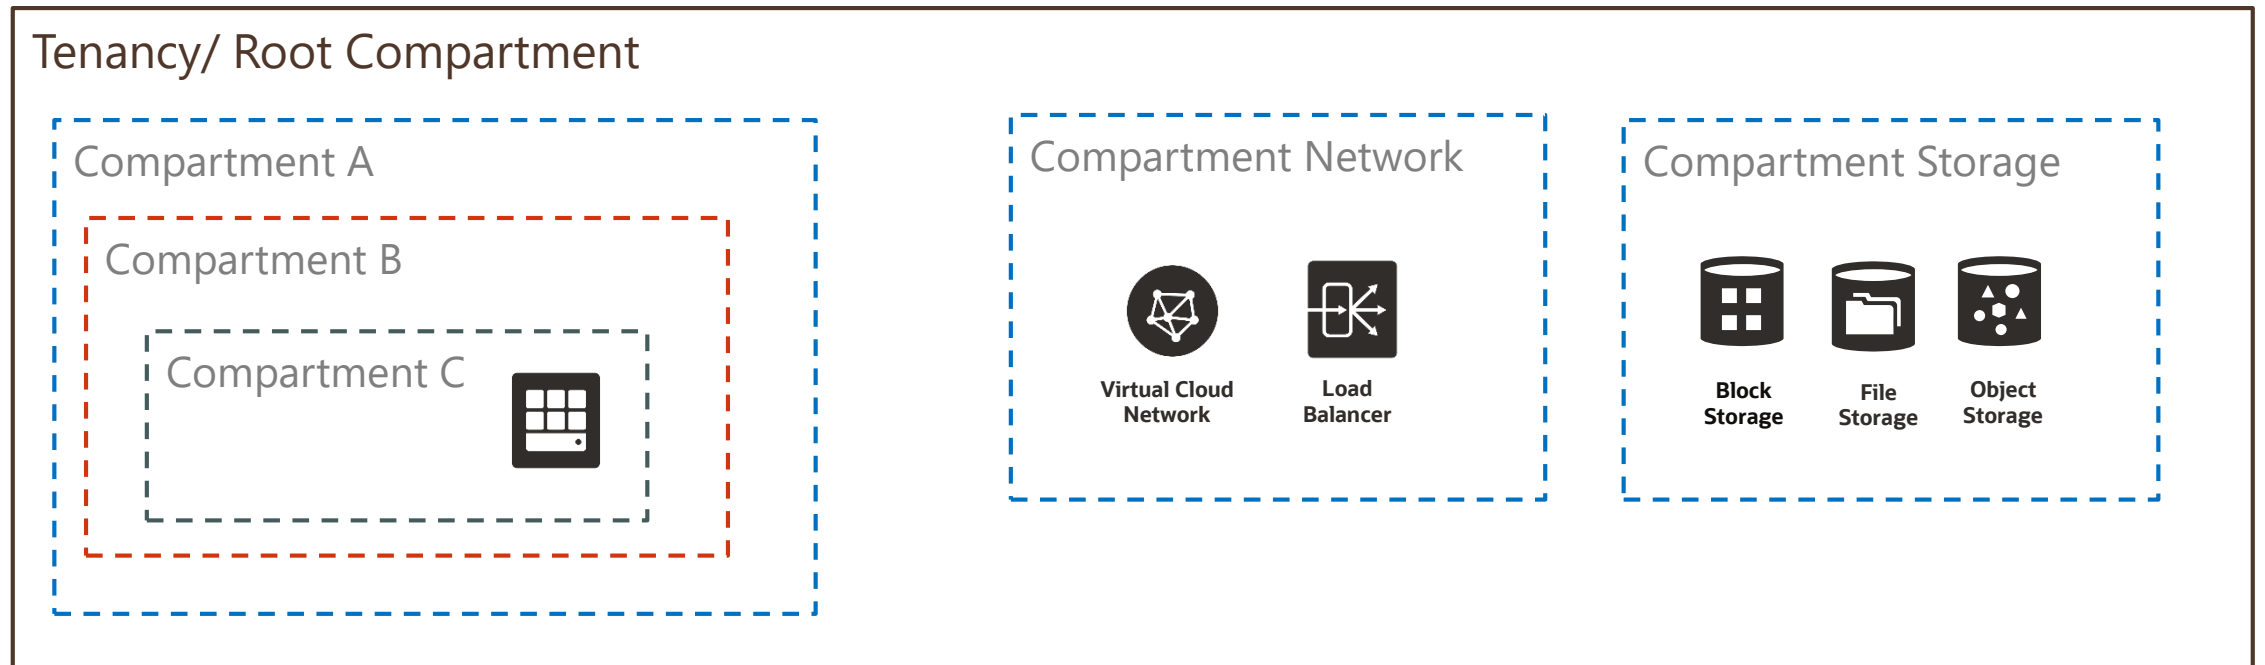 Tenancy/ Root Compartment
Compartment A
Compartment B
Compartment C
Compartment Network
Virtual Cloud
Network
Load
Balancer
Compartment Storage
Block
Storage
File
Storage
Object
Storage